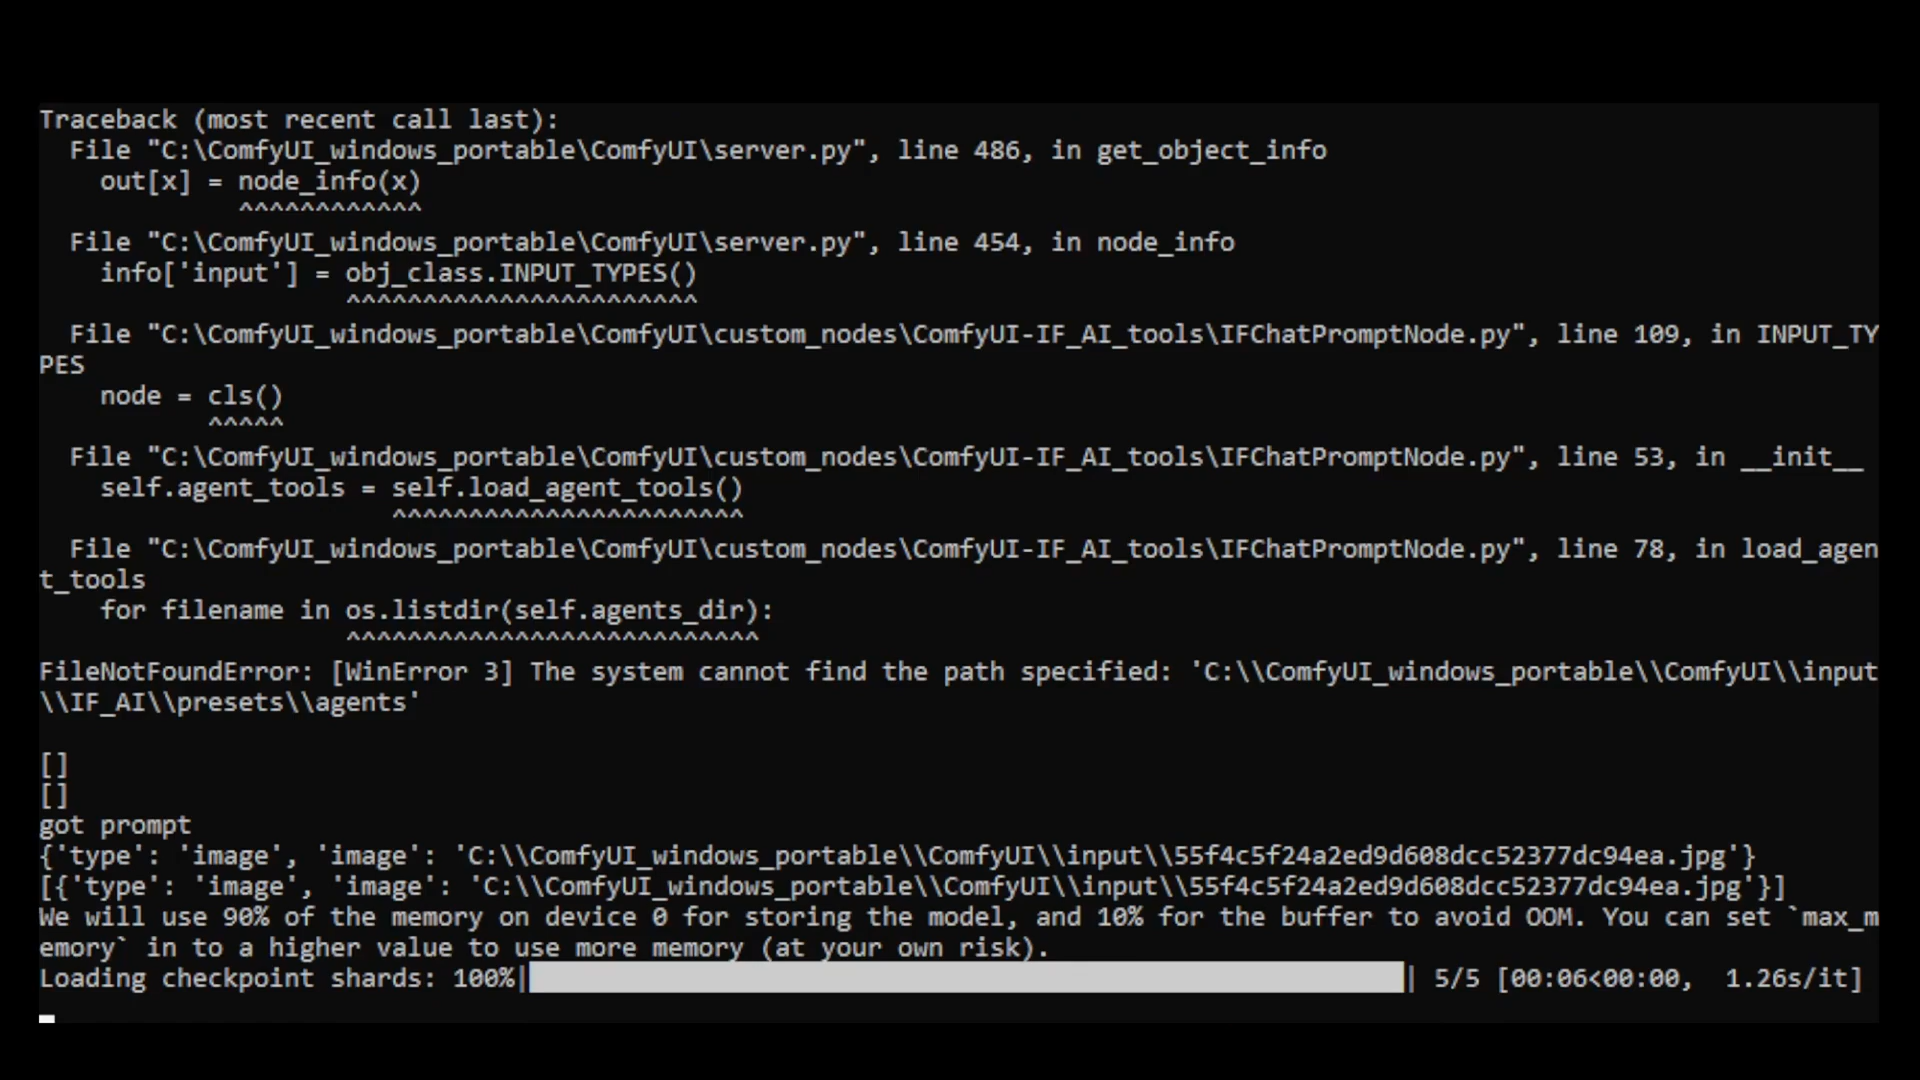 Traceback (most recent call last):
  File "C:\ComfyUI_windows_portable\ComfyUI\server.py", line 486, in get_object_info
    out[x] = node_info(x)
             ^^^^^^^^^^^^
  File "C:\ComfyUI_windows_portable\ComfyUI\server.py", line 454, in node_info
    info['input'] = obj_class.INPUT_TYPES()
                    ^^^^^^^^^^^^^^^^^^^^^^^
  File "C:\ComfyUI_windows_portable\ComfyUI\custom_nodes\ComfyUI-IF_AI_tools\IFChatPromptNode.py", line 109, in INPUT_TY
PES
    node = cls()
           ^^^^^
  File "C:\ComfyUI_windows_portable\ComfyUI\custom_nodes\ComfyUI-IF_AI_tools\IFChatPromptNode.py", line 53, in __init__
    self.agent_tools = self.load_agent_tools()
                       ^^^^^^^^^^^^^^^^^^^^^^^
  File "C:\ComfyUI_windows_portable\ComfyUI\custom_nodes\ComfyUI-IF_AI_tools\IFChatPromptNode.py", line 78, in load_agen
t_tools
    for filename in os.listdir(self.agents_dir):
                    ^^^^^^^^^^^^^^^^^^^^^^^^^^^
FileNotFoundError: [WinError 3] The system cannot find the path specified: 'C:\\ComfyUI_windows_portable\\ComfyUI\\input
\\IF_AI\\presets\\agents'
[]
[]
got prompt
{'type': 'image', 'image': 'C:\\ComfyUI_windows_portable\\ComfyUI\\input\\55f4c5f24a2ed9d608dcc52377dc94ea.jpg'}
[{'type': 'image', 'image': 'C:\\ComfyUI_windows_portable\\ComfyUI\\input\\55f4c5f24a2ed9d608dcc52377dc94ea.jpg'}]
We will use 90% of the memory on device 0 for storing the model, and 10% for the buffer to avoid OOM. You can set `max_m
emory` in to a higher value to use more memory (at your own risk).
Loading checkpoint shards: 100%|██████████| 5/5 [00:06<00:00,  1.26s/it]